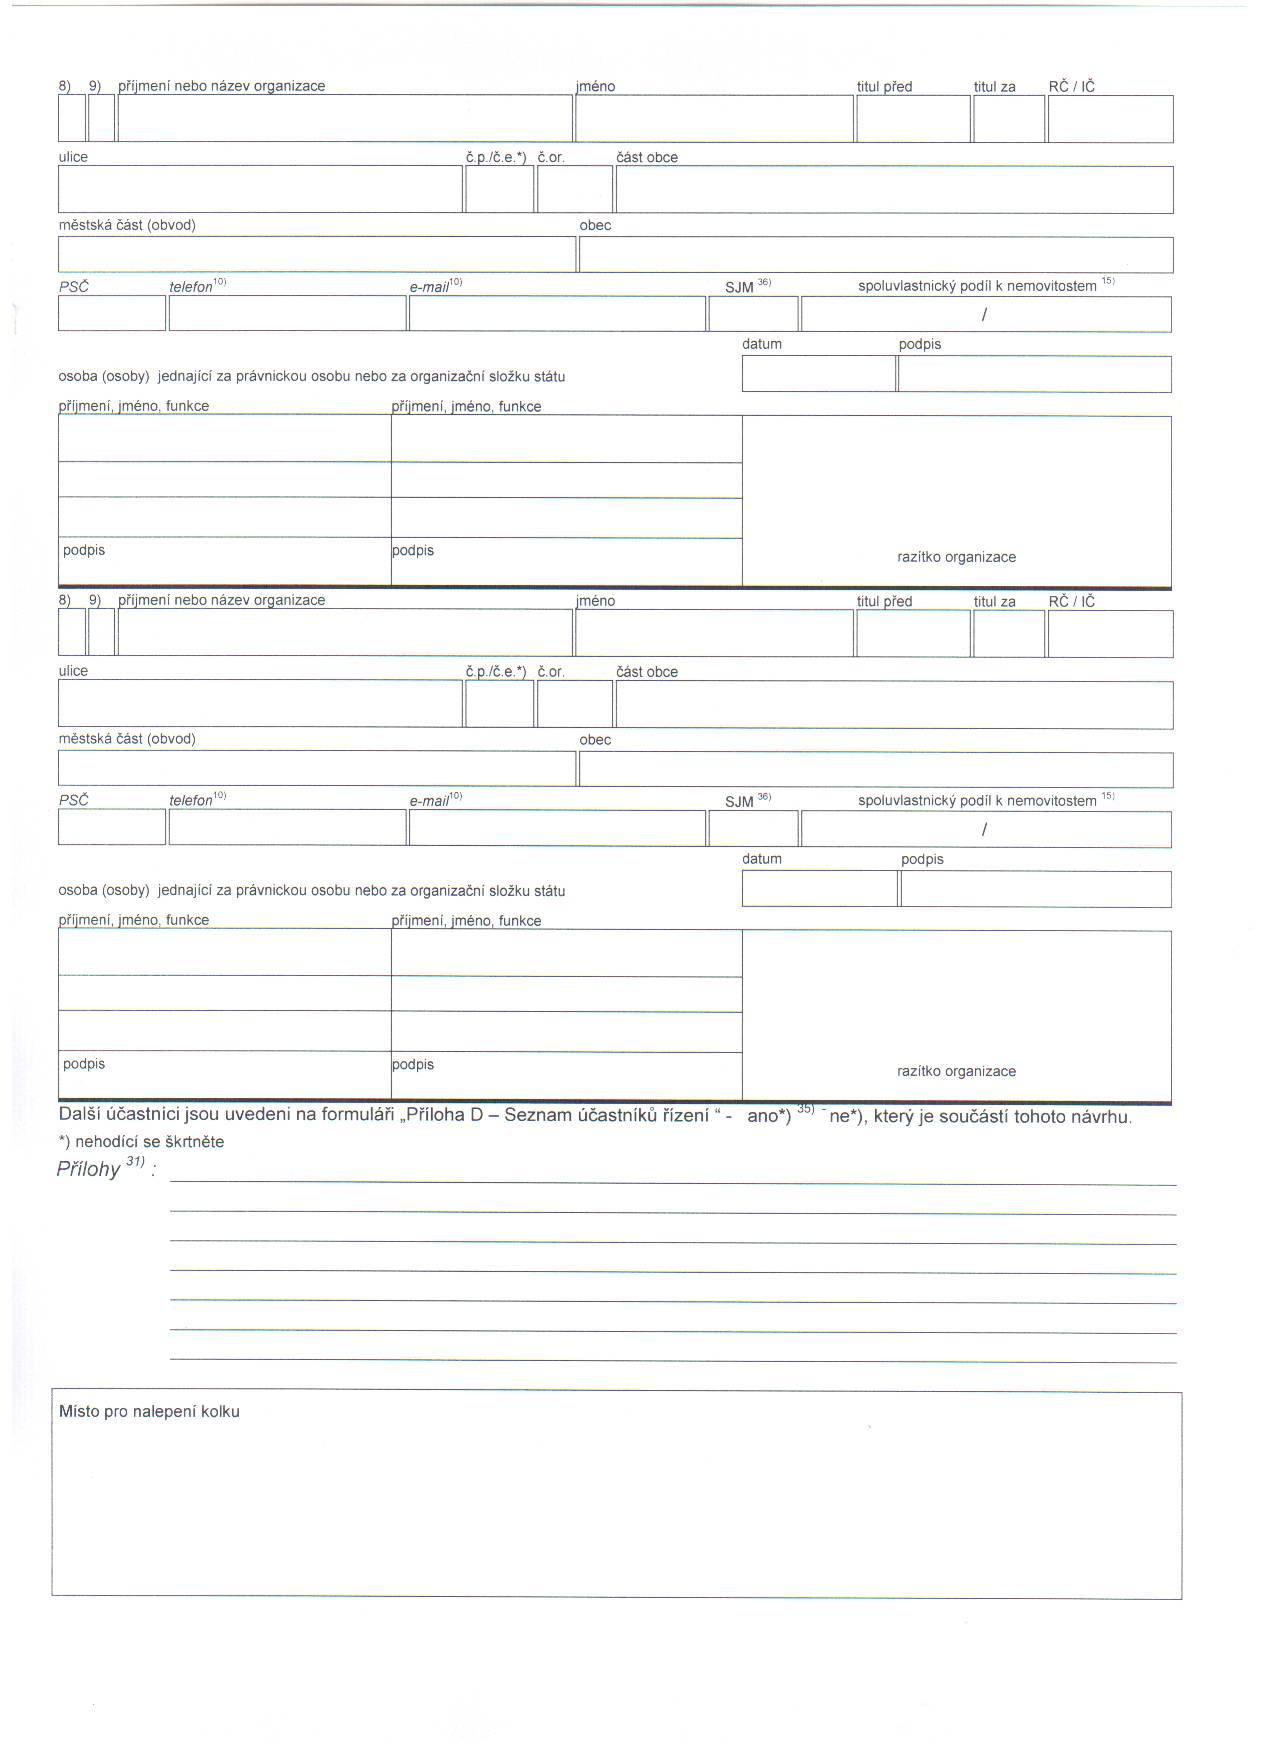 8) 9) příjmení nebo název organizace jméno titul před titul za RČ / IČ
ulice č.p./č.e.*) č.or. část obce
městská část (obvod) obec
PSČ telefon10) e-mail10) SJM 36) spoluvlastnický podíl k nemovitostem 15)
/
datum podpis
osoba (osoby) jednající za právnickou osobu nebo za organizační složku státu
příjmení, jméno, funkce příjmení, jméno, funkce
podpis podpis razítko organizace
8) 9) příjmení nebo název organizace jméno titul před titul za RČ / IČ
ulice č.p./č.e.*) č.or. část obce
městská část (obvod) obec
PSČ telefon10) e-mail10) SJM 36) spoluvlastnický podíl k nemovitostem 15)
/
datum podpis
osoba (osoby) jednající za právnickou osobu nebo za organizační složku státu
příjmení, jméno, funkce příjmení, jméno, funkce
podpis podpis razítko organizace
Další účastnici jsou uvedeni na formuláři „Příloha D – Seznam účastníků řízení “ - ano*) 35) - ne*), který je součástí tohoto návrhu.
*) nehodící se škrtněte
Přílohy 31) :
Místo pro nalepení kolku